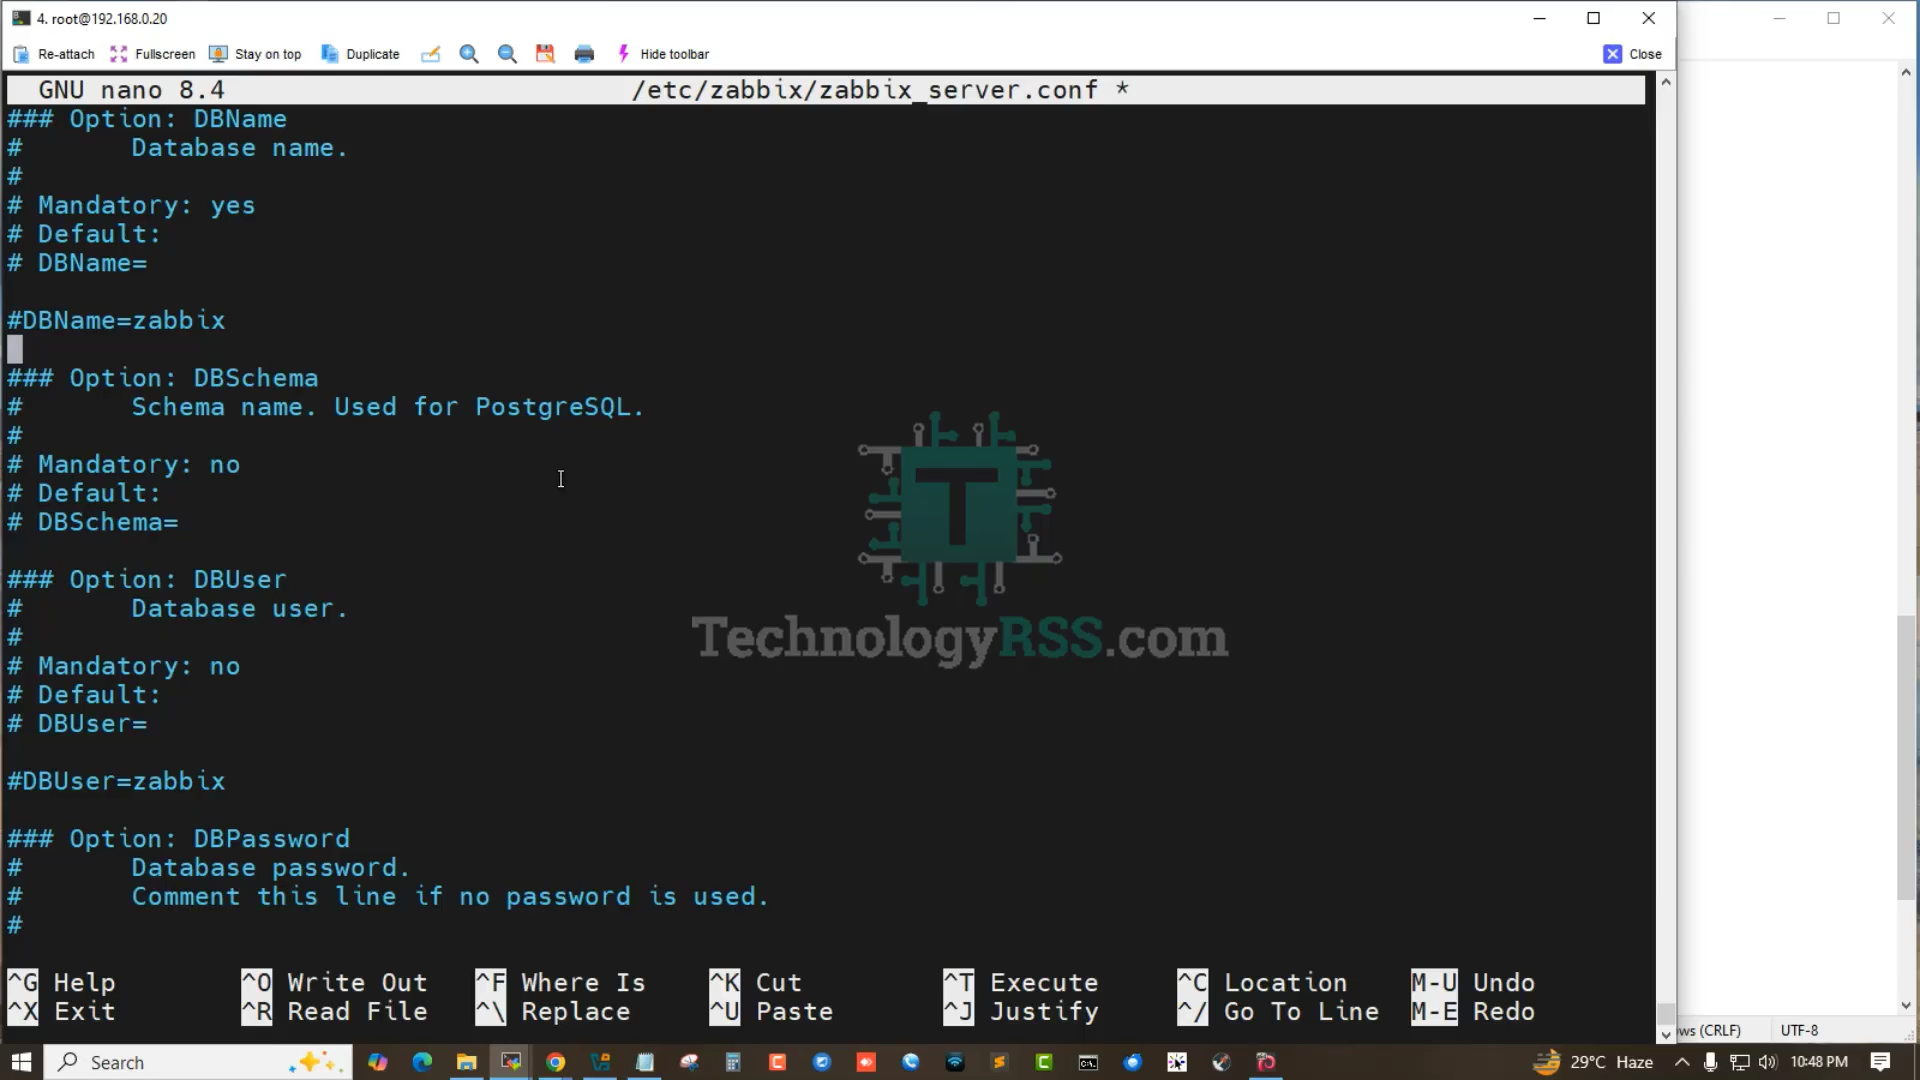 4. root@192.168.0.20
Re-attach Fullscreen Stay on top Duplicate Hide toolbar Close
GNU nano 8.4 /etc/zabbix/zabbix_server.conf *
### Option: DBName
# Database name.
#
# Mandatory: yes
# Default:
# DBName=
#DBName=zabbix
### Option: DBSchema
# Schema name. Used for PostgreSQL.
#
# Mandatory: no
# Default:
# DBSchema=
### Option: DBUser
# Database user.
#
# Mandatory: no
# Default:
# DBUser=
#DBUser=zabbix
### Option: DBPassword
# Database password.
# Comment this line if no password is used.
#
TechnologyRSS.com
^G Help ^O Write Out ^F Where Is ^K Cut ^T Execute ^C Location M-U Undo
^X Exit ^R Read File ^\ Replace ^U Paste ^J Justify ^/ Go To Line M-E Redo
ws (CRLF) UTF-8
Search 29°C Haze 10:48 PM